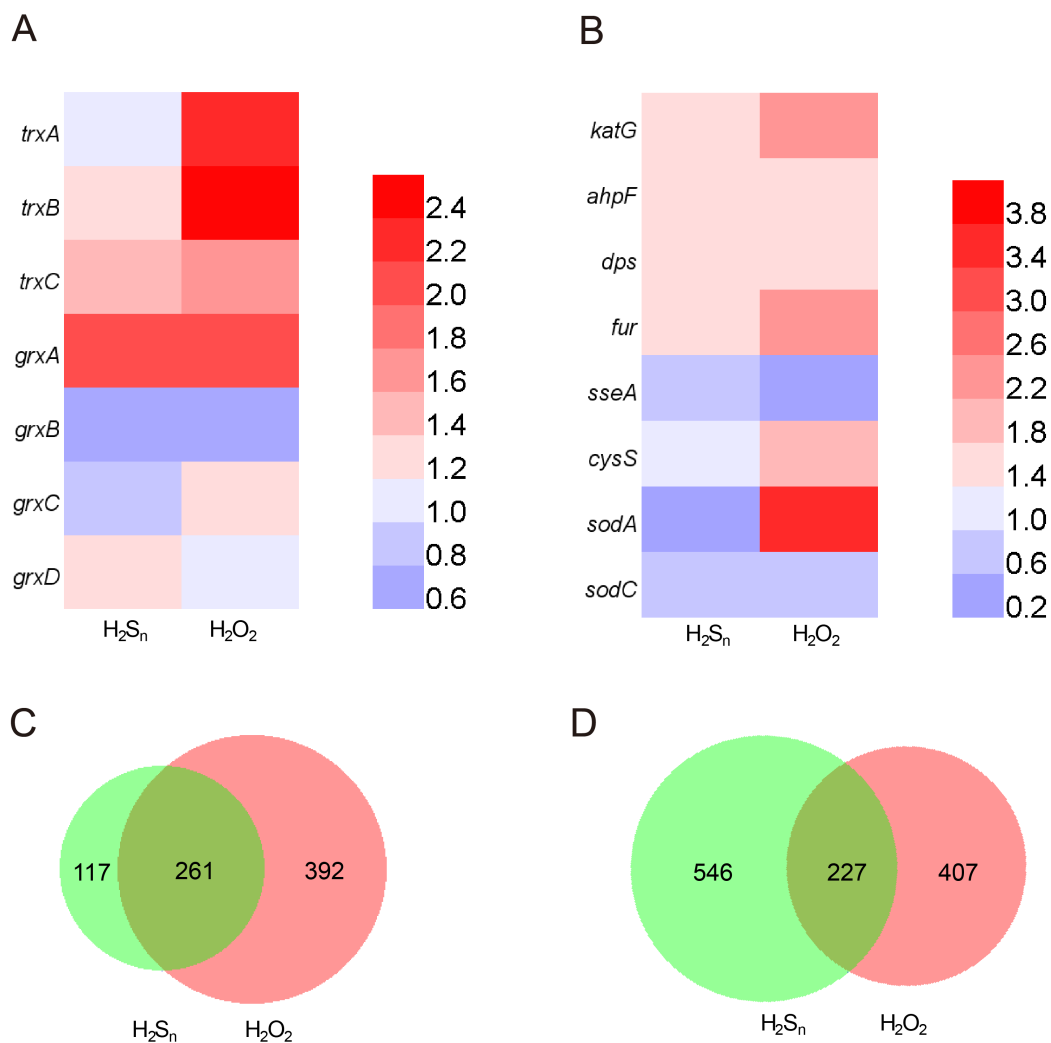 A
trxA
trxB
trxC
grxA
grxB
grxC
grxD
H₂Sₙ H₂O₂
2.4
2.2
2.0
1.8
1.6
1.4
1.2
1.0
0.8
0.6
B
katG
ahpF
dps
fur
sseA
cysS
sodA
sodC
H₂Sₙ H₂O₂
3.8
3.4
3.0
2.6
2.2
1.8
1.4
1.0
0.6
0.2
C
117 261 392
H₂Sₙ H₂O₂
D
546 227 407
H₂Sₙ H₂O₂